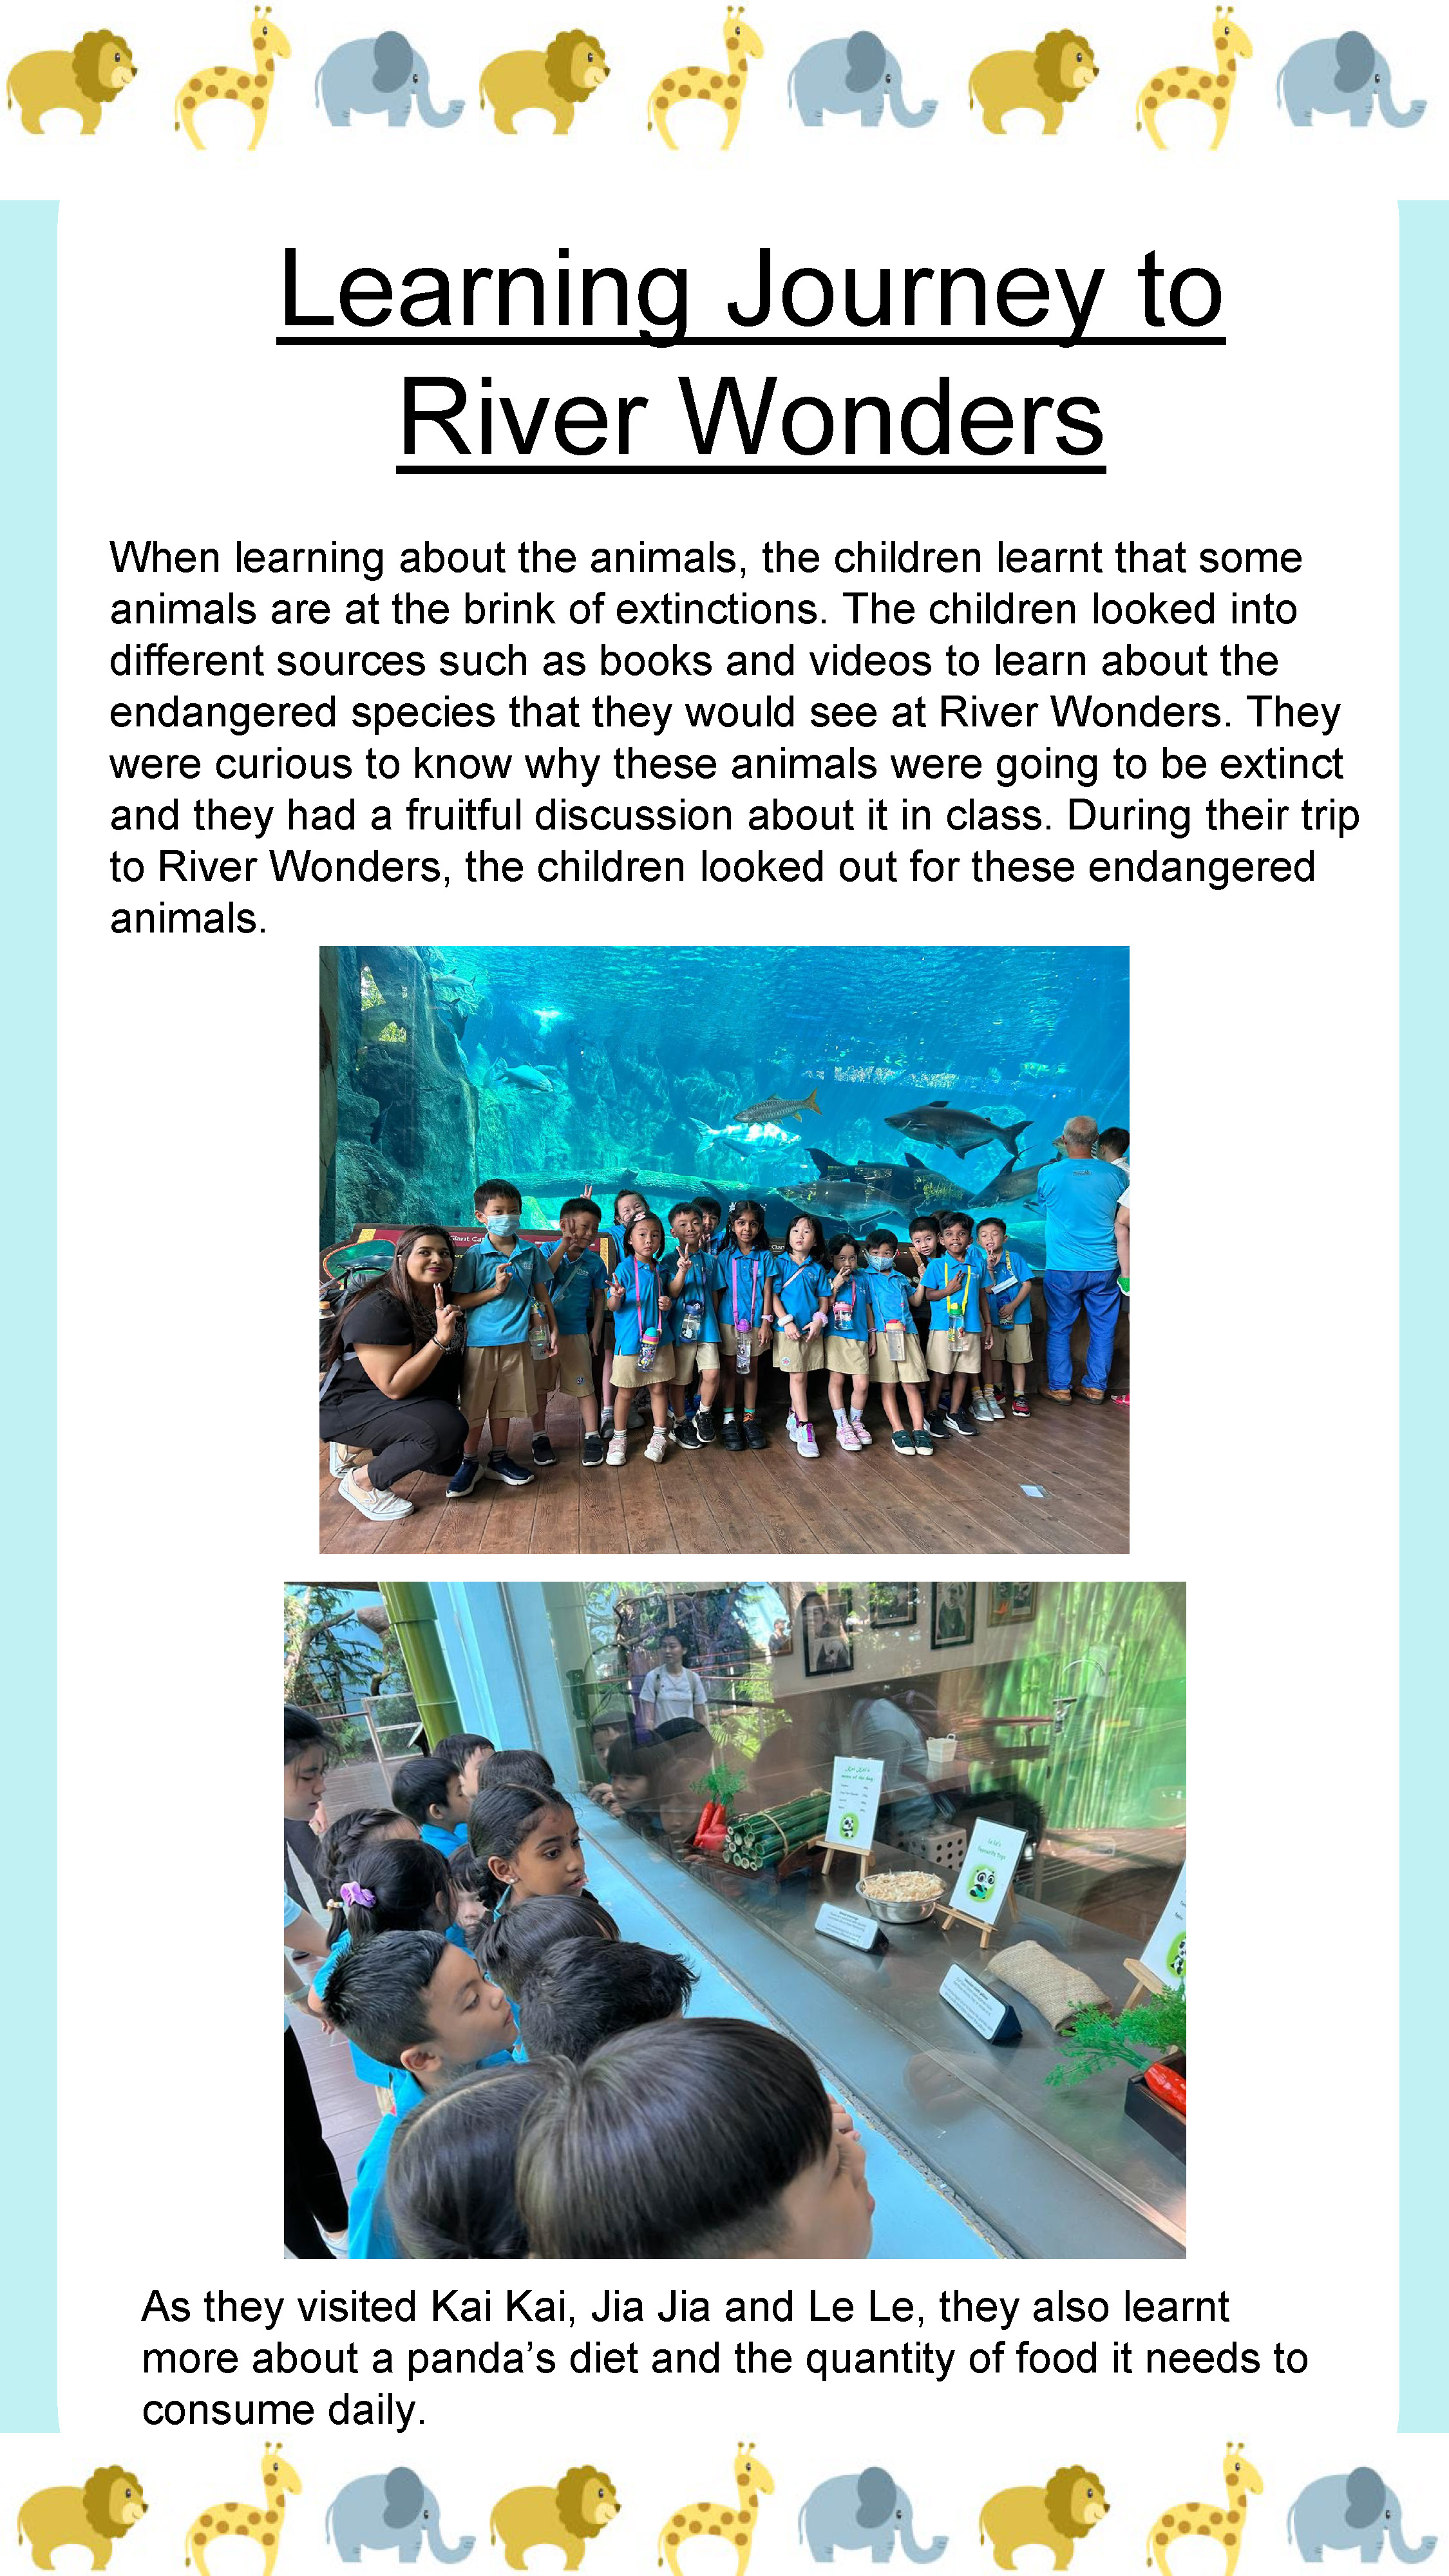 Learning Journey to
River Wonders
When learning about the animals, the children learnt that some
animals are at the brink of extinctions. The children looked into
different sources such as books and videos to learn about the
endangered species that they would see at River Wonders. They
were curious to know why these animals were going to be extinct
and they had a fruitful discussion about it in class. During their trip
to River Wonders, the children looked out for these endangered
animals.
Giant
As they visited Kai Kai, Jia Jia and Le Le, they also learnt
more about a panda’s diet and the quantity of food it needs to
consume daily.